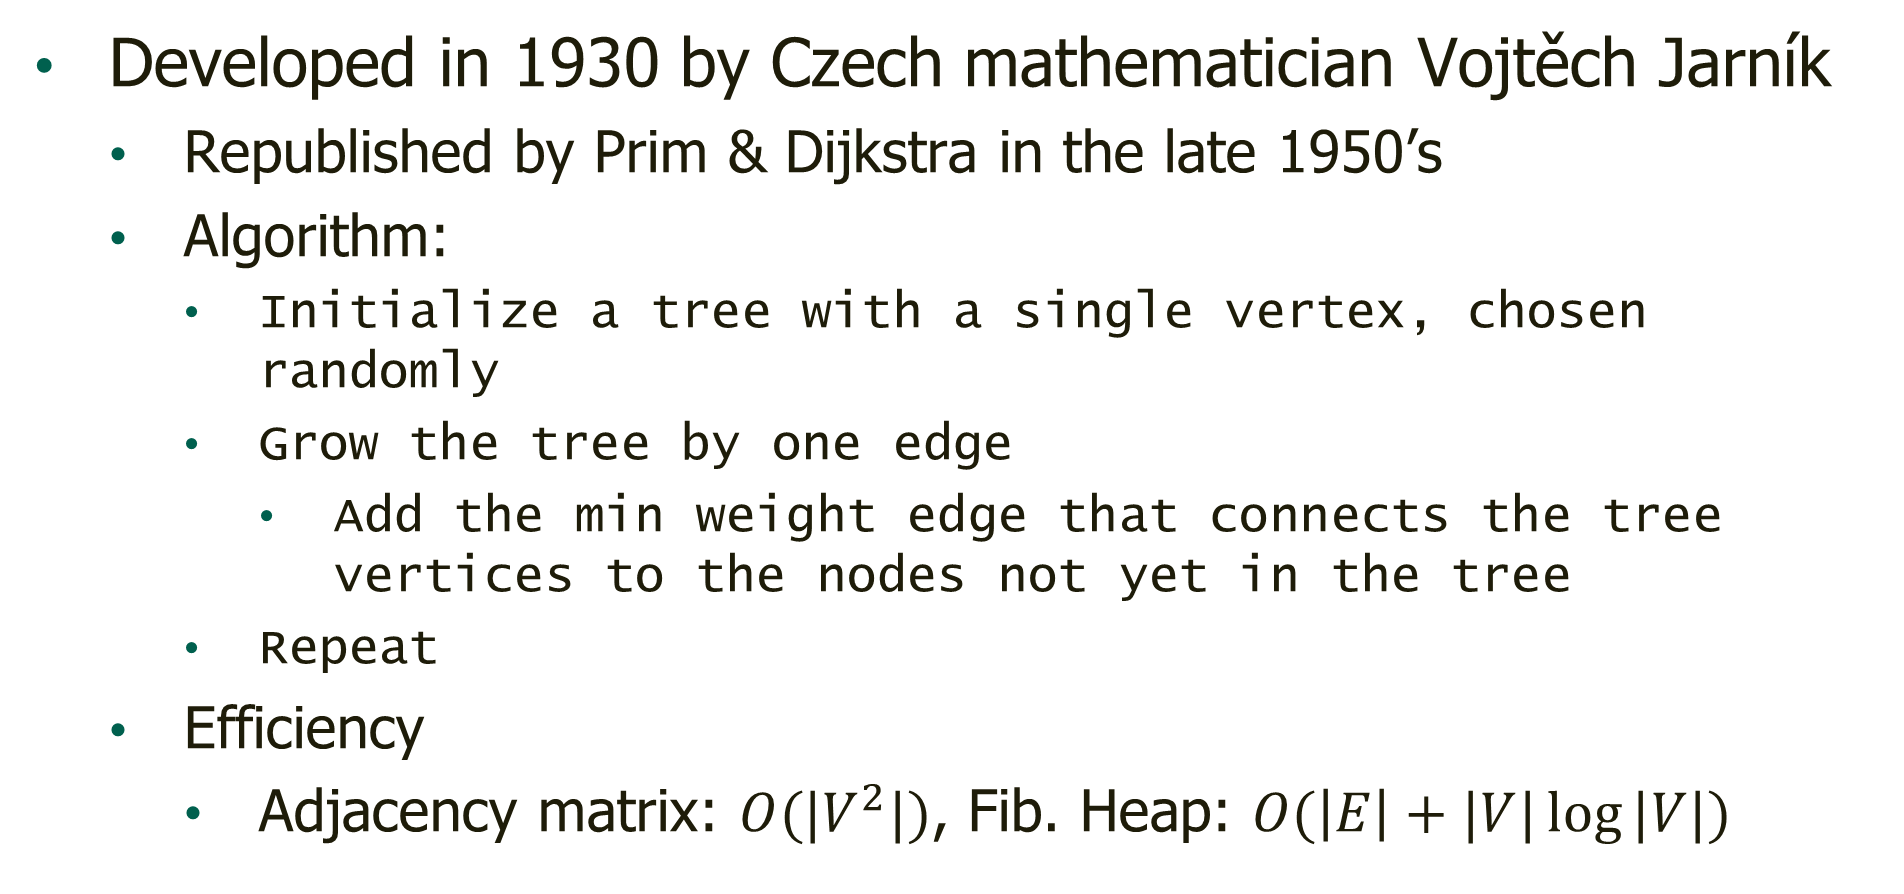 • Developed in 1930 by Czech mathematician Vojtěch Jarník
• Republished by Prim & Dijkstra in the late 1950’s
• Algorithm:
• Initialize a tree with a single vertex, chosen
randomly
• Grow the tree by one edge
• Add the min weight edge that connects the tree
vertices to the nodes not yet in the tree
• Repeat
• Efficiency
• Adjacency matrix: O(|V²|), Fib. Heap: O(|E| + |V| log |V|)